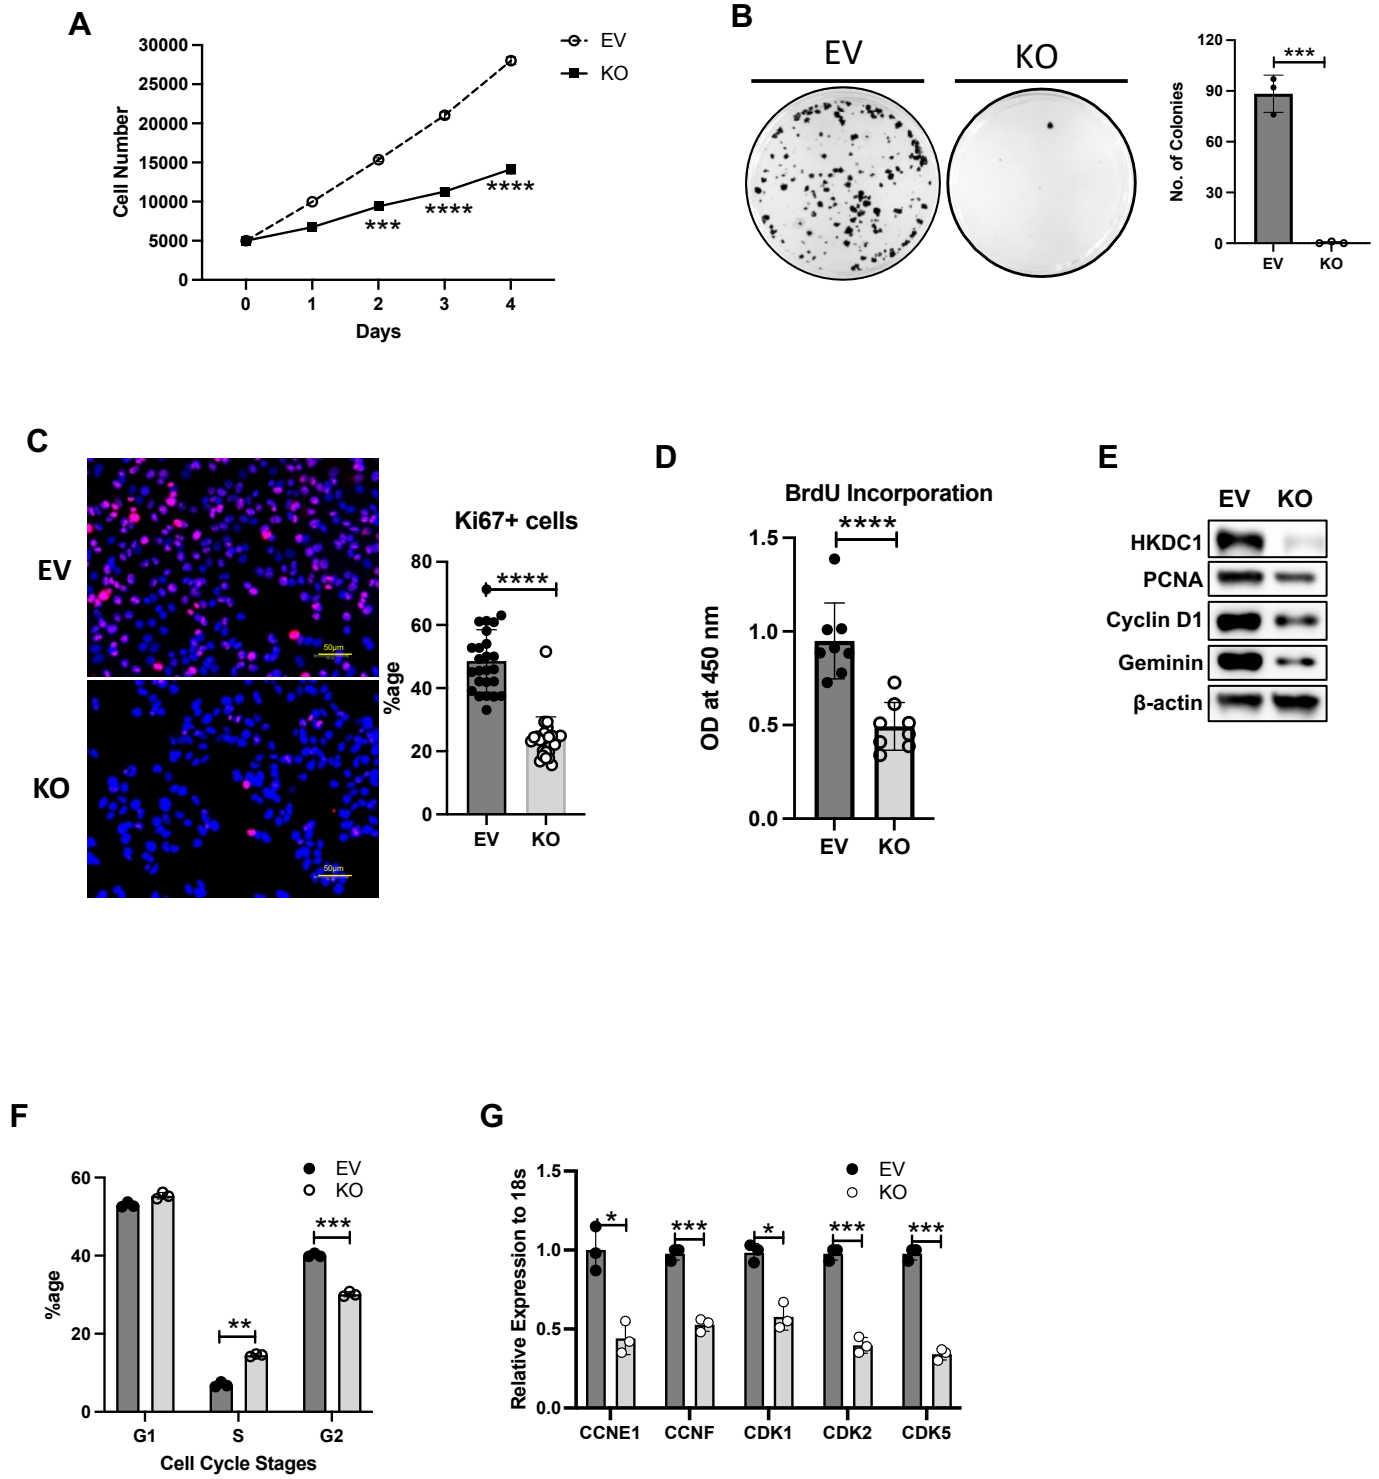 A
30000
25000
20000
15000
10000
5000
0
Cell Number
0 1 2 3 4
Days
EV
KO
***
****
****
B
EV KO
120
90
60
30
0
No. of Colonies
***
EV KO
C
EV
KO
50µm
50µm
Ki67+ cells
80
60
40
20
0
%age
****
EV KO
D
BrdU Incorporation
1.5
1.0
0.5
0.0
OD at 450 nm
****
EV KO
E
EV KO
HKDC1
PCNA
Cyclin D1
Geminin
β-actin
F
60
40
20
0
%age
EV
KO
**
***
G1 S G2
Cell Cycle Stages
G
1.5
1.0
0.5
0.0
Relative Expression to 18s
EV
KO
* *** * *** ***
CCNE1 CCNF CDK1 CDK2 CDK5